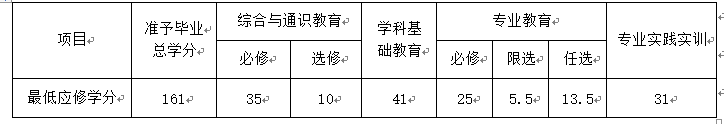 项目 准予毕业总学分 综合与通识教育 学科基础教育 专业教育 专业实践实训
必修 选修 必修 限选 任选
最低应修学分 161 35 10 41 25 5.5 13.5 31